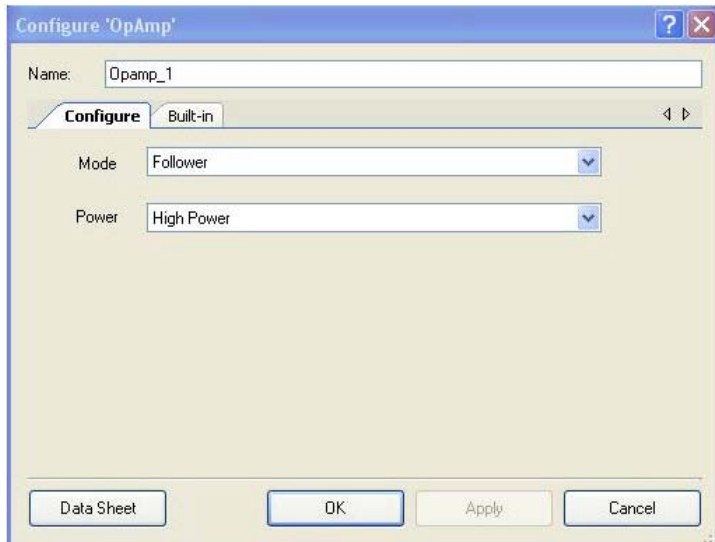 Configure 'OpAmp'
?
Name: Opamp_1
Configure Built-in
Mode Follower
Power High Power
Data Sheet OK Apply Cancel